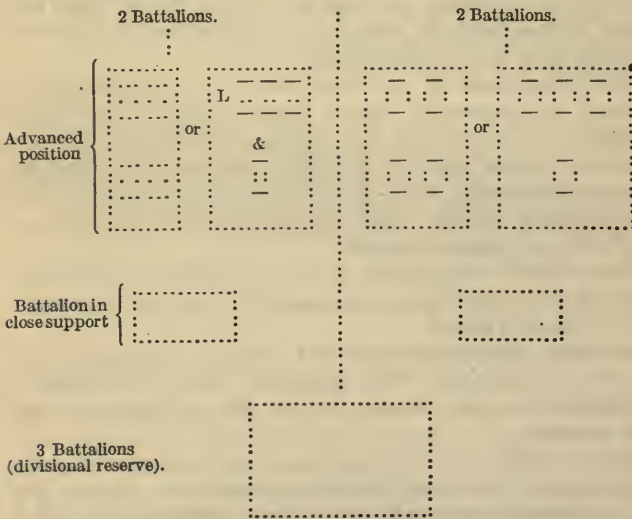 2 Battalions.
2 Battalions.
L
or
or
&
Advanced
position
Battalion in
close support
3 Battalions
(divisional reserve).